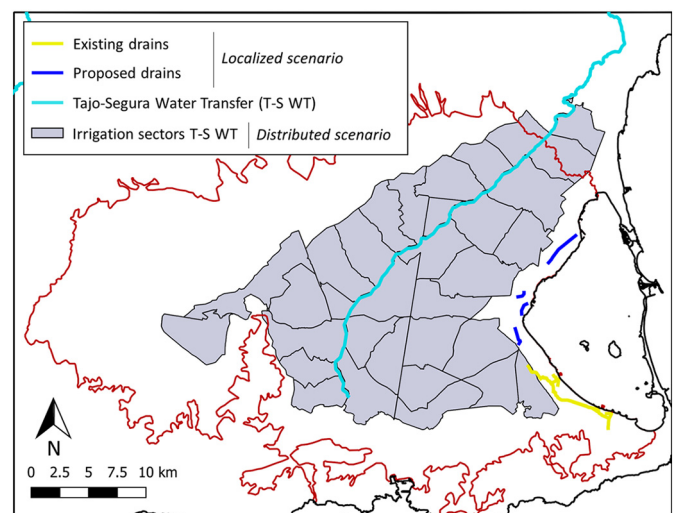 Existing drains
Localized scenario
Proposed drains
Tajo-Segura Water Transfer (T-S WT)
Irrigation sectors T-S WT Distributed scenario
N
0 2.5 5 7.5 10 km